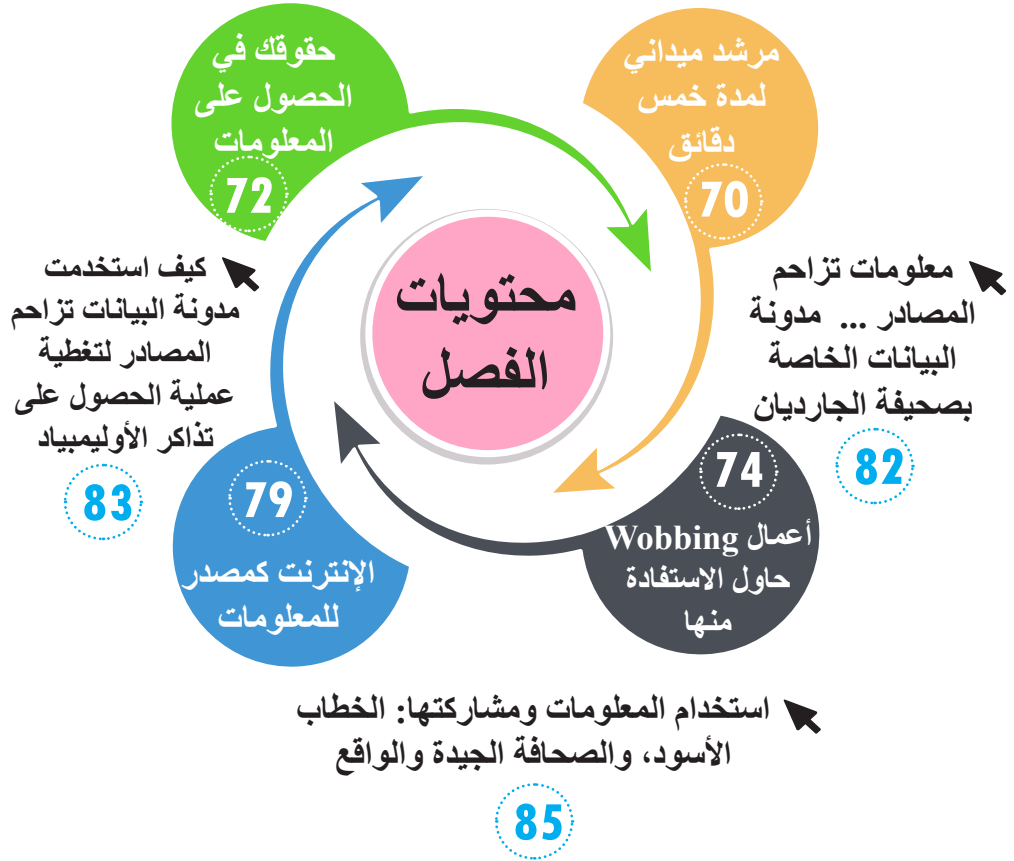 محتويات
الفصل
مرشد ميداني
لمدة خمس
دقائق
70
حقوقك في
الحصول على
المعلومات
72
74
أعمال Wobbing
حاول الاستفادة
منها
79
الإنترنت كمصدر
للمعلومات
معلومات تزاحم
المصادر ... مدونة
البيانات الخاصة
بصحيفة الجارديان
82
كيف استخدمت
مدونة البيانات تزاحم
المصادر لتغطية
عملية الحصول على
تذاكر الأوليمبياد
83
استخدام المعلومات ومشاركتها: الخطاب
الأسود، والصحافة الجيدة والواقع
85